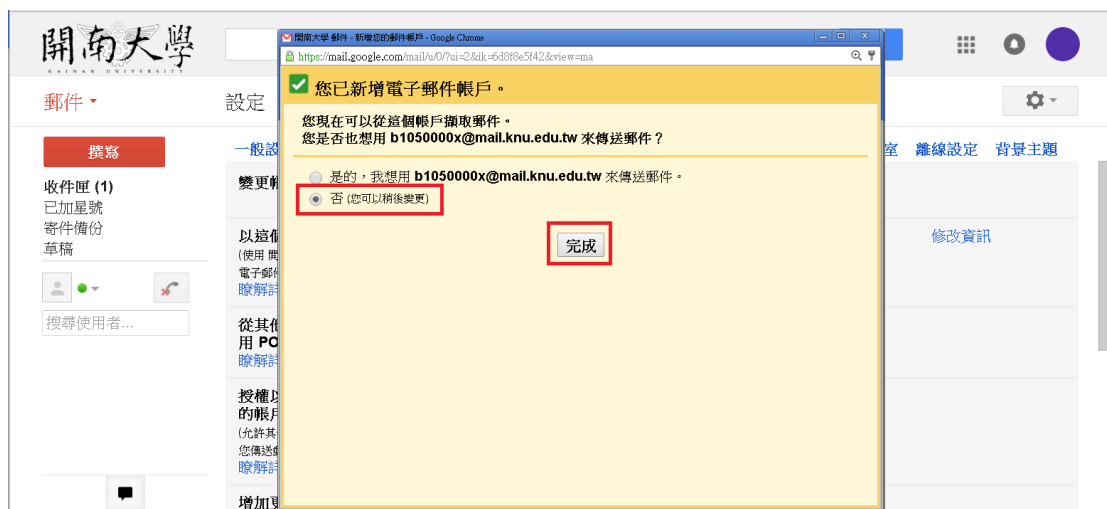 開南大學
KAINAN UNIVERSITY
開南大學 郵件 - 新增您的郵件帳戶 - Google Chrome
https://mail.google.com/mail/u/0/?ui=2&ik=6d8f8e5f42&view=ma
郵件
設定
您已新增電子郵件帳戶。
您現在可以從這個帳戶擷取郵件。
您是否也想用 b1050000x@mail.knu.edu.tw 來傳送郵件？
撰寫
一般設
室 離線設定 背景主題
是的，我想用 b1050000x@mail.knu.edu.tw 來傳送郵件。
否 (您可以稍後變更)
完成
收件匣 (1)
已加星號
寄件備份
草稿
搜尋使用者...
變更帳
以這個
(使用 開
電子郵件
瞭解詳
修改資訊
從其他
用 PO
瞭解詳
授權以
的帳戶
(允許其
您傳送郵
瞭解詳
增加更